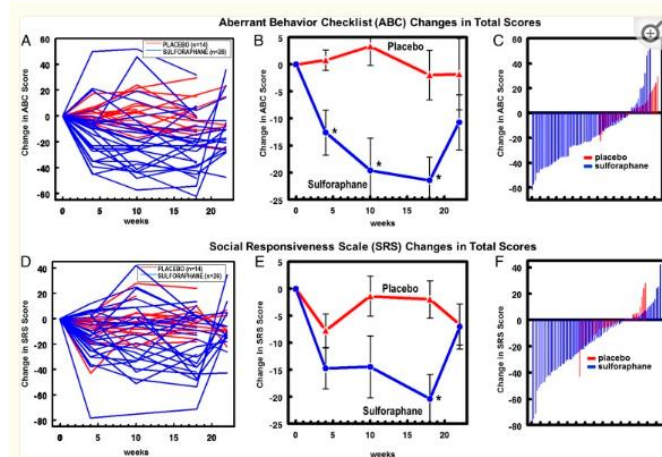 Aberrant Behavior Checklist (ABC) Changes in Total Scores
A
PLACEBO (n=14)
SULFORAPHANE (n=26)
Change in ABC Score
60
40
20
0
-20
-40
-60
0 5 10 15 20
weeks
B
Placebo
Sulforaphane
*
*
*
Change in ABC Score
5
0
-5
-10
-15
-20
-25
0 5 10 15 20
weeks
C
Change in ABC Score
40
20
0
-20
-40
-60
placebo
sulforaphane
Social Responsiveness Scale (SRS) Changes in Total Scores
D
PLACEBO (n=14)
SULFORAPHANE (n=26)
Change in SRS Score
40
20
0
-20
-40
-60
-80
0 5 10 15 20
weeks
E
Placebo
Sulforaphane
*
Change in SRS Score
5
0
-5
-10
-15
-20
-25
0 5 10 15 20
weeks
F
Change in SRS Score
40
20
0
-20
-40
-60
-80
placebo
sulforaphane